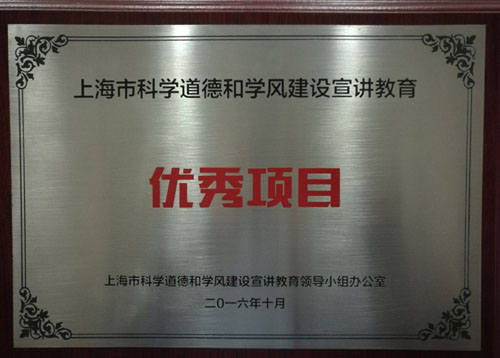 上海市科学道德和学风建设宣讲教育
优秀项目
上海市科学道德和学风建设宣讲教育领导小组办公室
二〇一六年十月